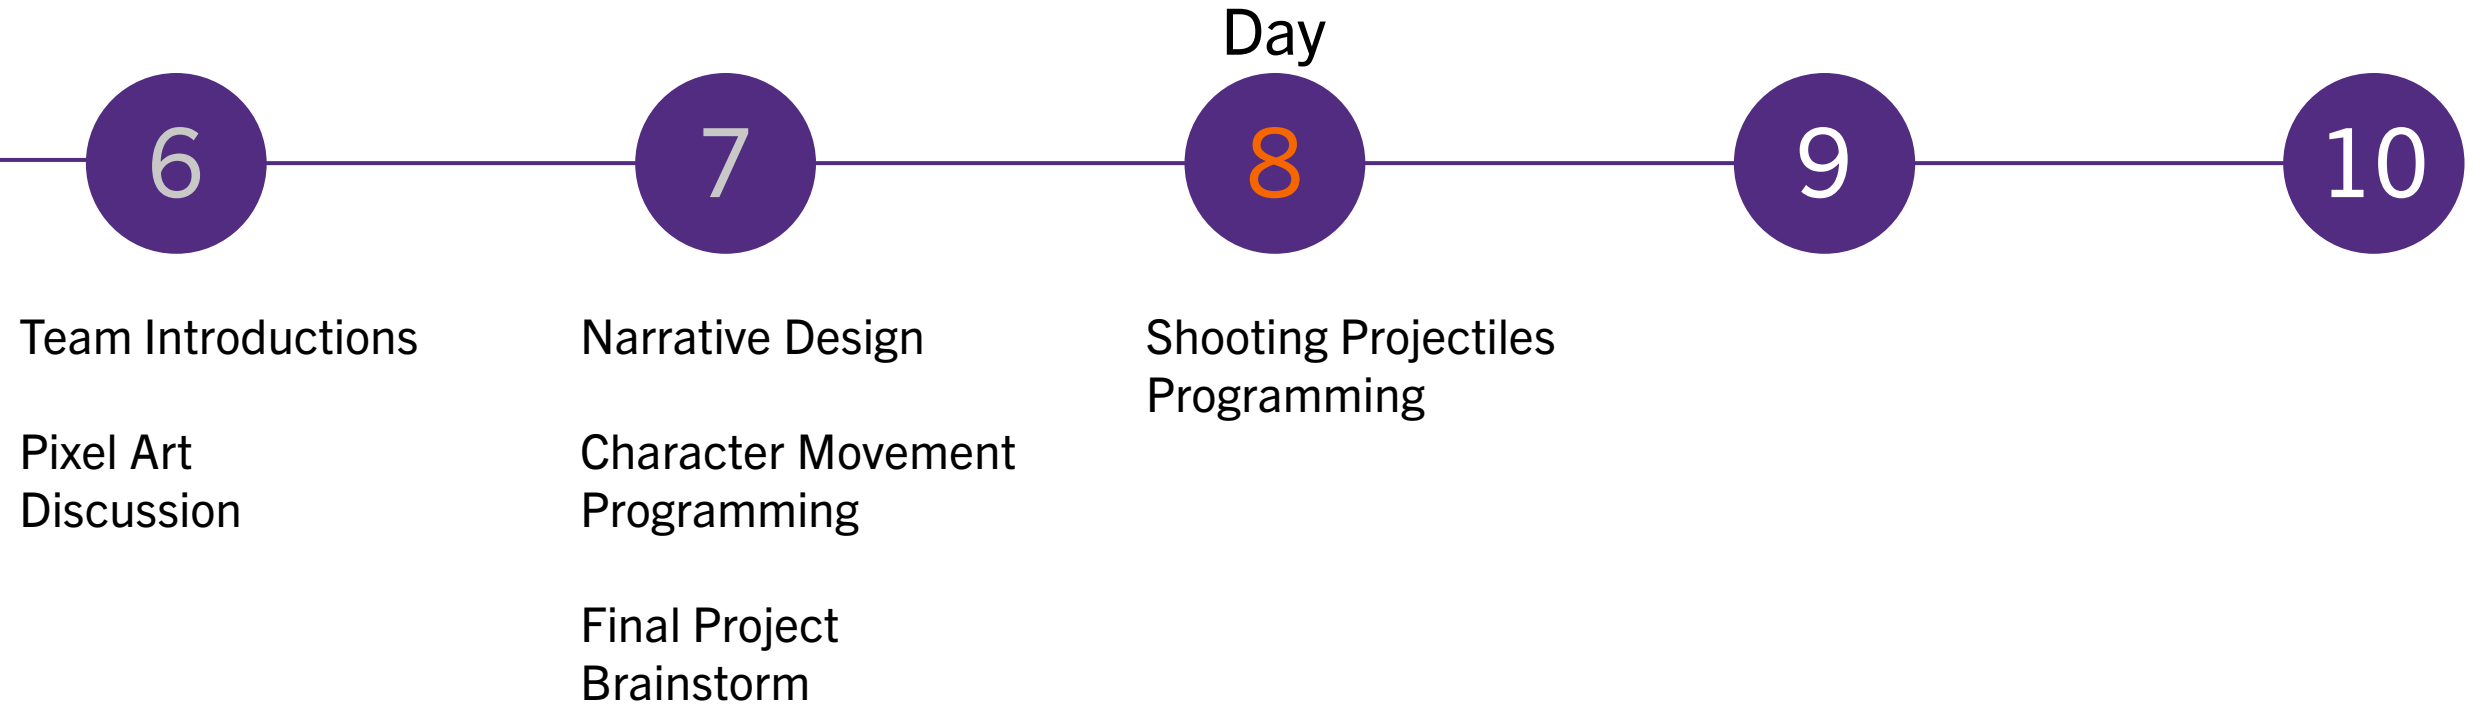 Day
6
7
8
9
10
Team Introductions
Pixel Art
Discussion
Narrative Design
Character Movement
Programming
Final Project
Brainstorm
Shooting Projectiles
Programming